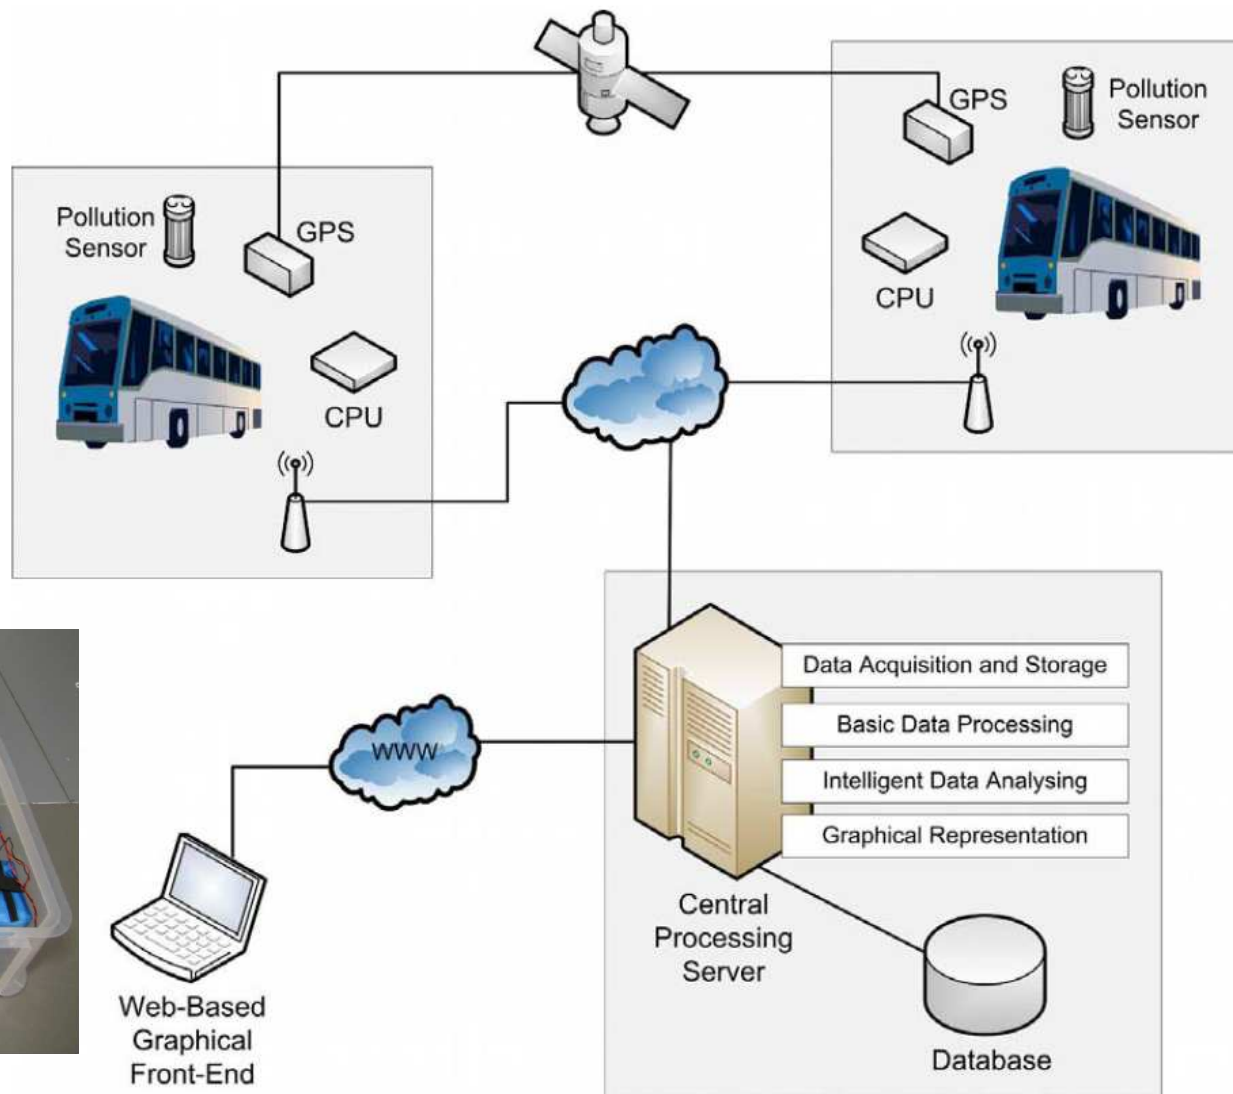 GPS
Pollution
Sensor
CPU
Pollution
Sensor
GPS
CPU
Data Acquisition and Storage
Basic Data Processing
Intelligent Data Analysing
Graphical Representation
WWW
Central
Processing
Server
Web-Based
Graphical
Front-End
Database